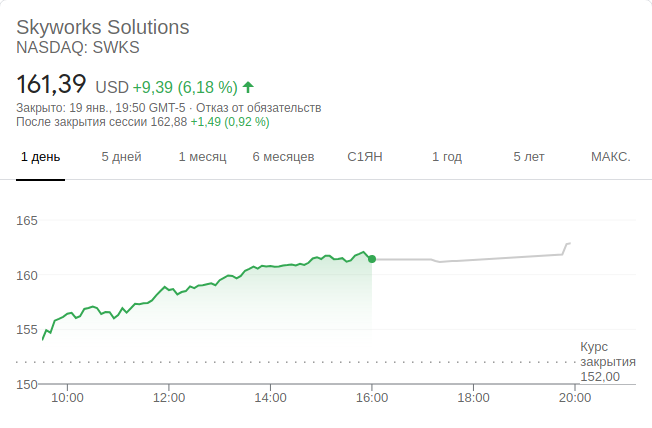 Skyworks Solutions
NASDAQ: SWKS
161,39 USD +9,39 (6,18 %)
Закрыто: 19 янв., 19:50 GMT-5 · Отказ от обязательств
После закрытия сессии 162,88 +1,49 (0,92 %)
1 день 5 дней 1 месяц 6 месяцев С1ЯН 1 год 5 лет МАКС.
165
160
155
Курс
закрытия
152,00
150
10:00 12:00 14:00 16:00 18:00 20:00